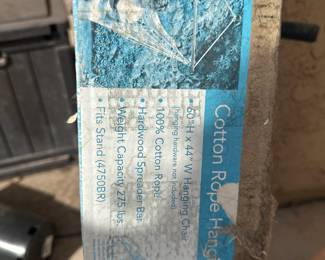 Cotton Rope Hang
• 60"H x 44" W Hanging Chair
(hanging hardware not included)
• 100% Cotton Rope
• Hardwood Spreader Bar
• Weight Capacity 275 lbs.
• Fits Stand (4750BR)